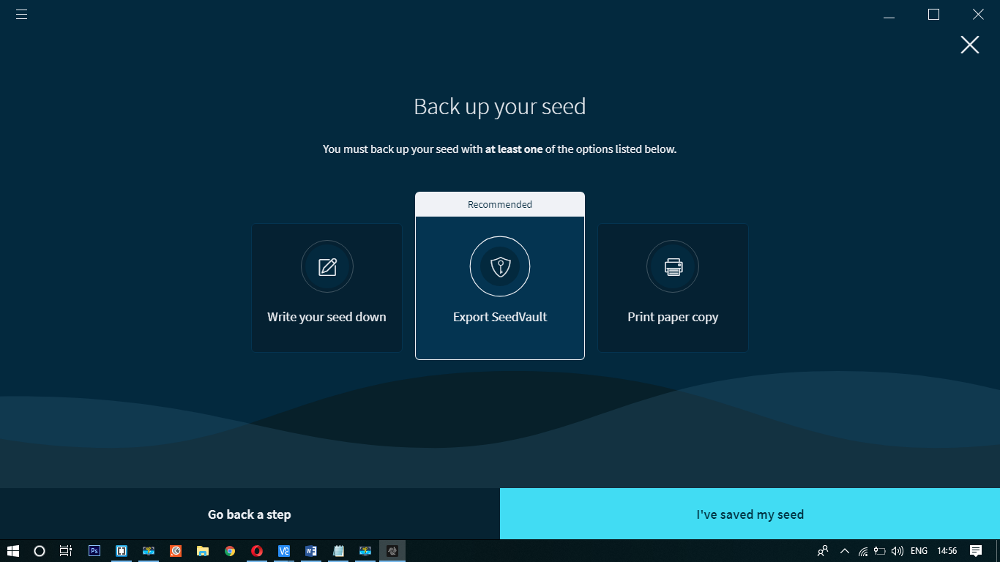 Back up your seed
You must back up your seed with at least one of the options listed below.
Recommended
Write your seed down
Export SeedVault
Print paper copy
Go back a step
I've saved my seed
Ps
V2
W
ENG
14:56